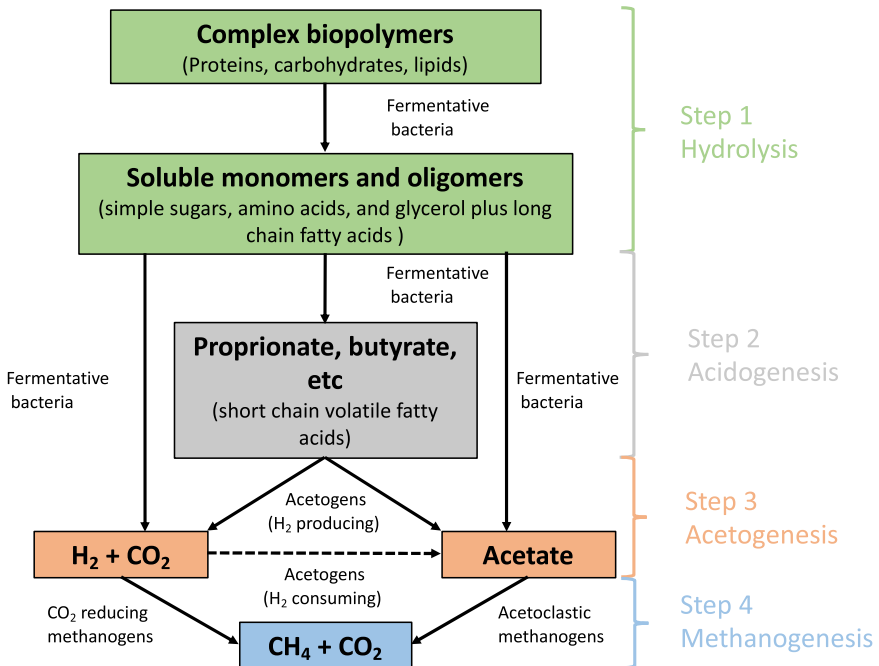 Complex biopolymers
(Proteins, carbohydrates, lipids)
Fermentative
bacteria
Step 1
Hydrolysis
Soluble monomers and oligomers
(simple sugars, amino acids, and glycerol plus long
chain fatty acids )
Fermentative
bacteria
Proprionate, butyrate,
etc
(short chain volatile fatty
acids)
Step 2
Acidogenesis
Fermentative
bacteria
Fermentative
bacteria
Acetogens
(H₂ producing)
Step 3
Acetogenesis
H₂ + CO₂
Acetate
Acetogens
(H₂ consuming)
CO₂ reducing
methanogens
Acetoclastic
methanogens
Step 4
Methanogenesis
CH₄ + CO₂